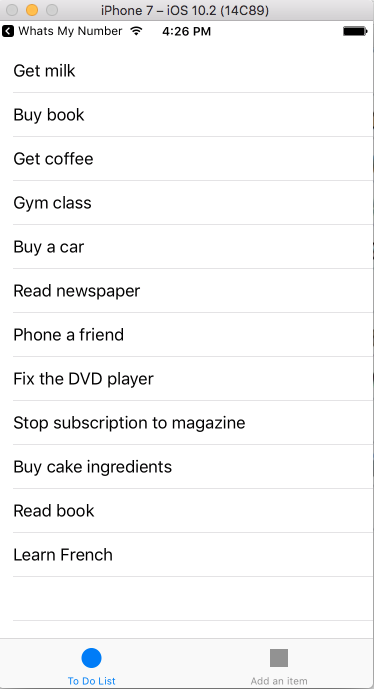 iPhone 7 – iOS 10.2 (14C89)
Whats My Number 4:26 PM
Get milk
Buy book
Get coffee
Gym class
Buy a car
Read newspaper
Phone a friend
Fix the DVD player
Stop subscription to magazine
Buy cake ingredients
Read book
Learn French
To Do List Add an item